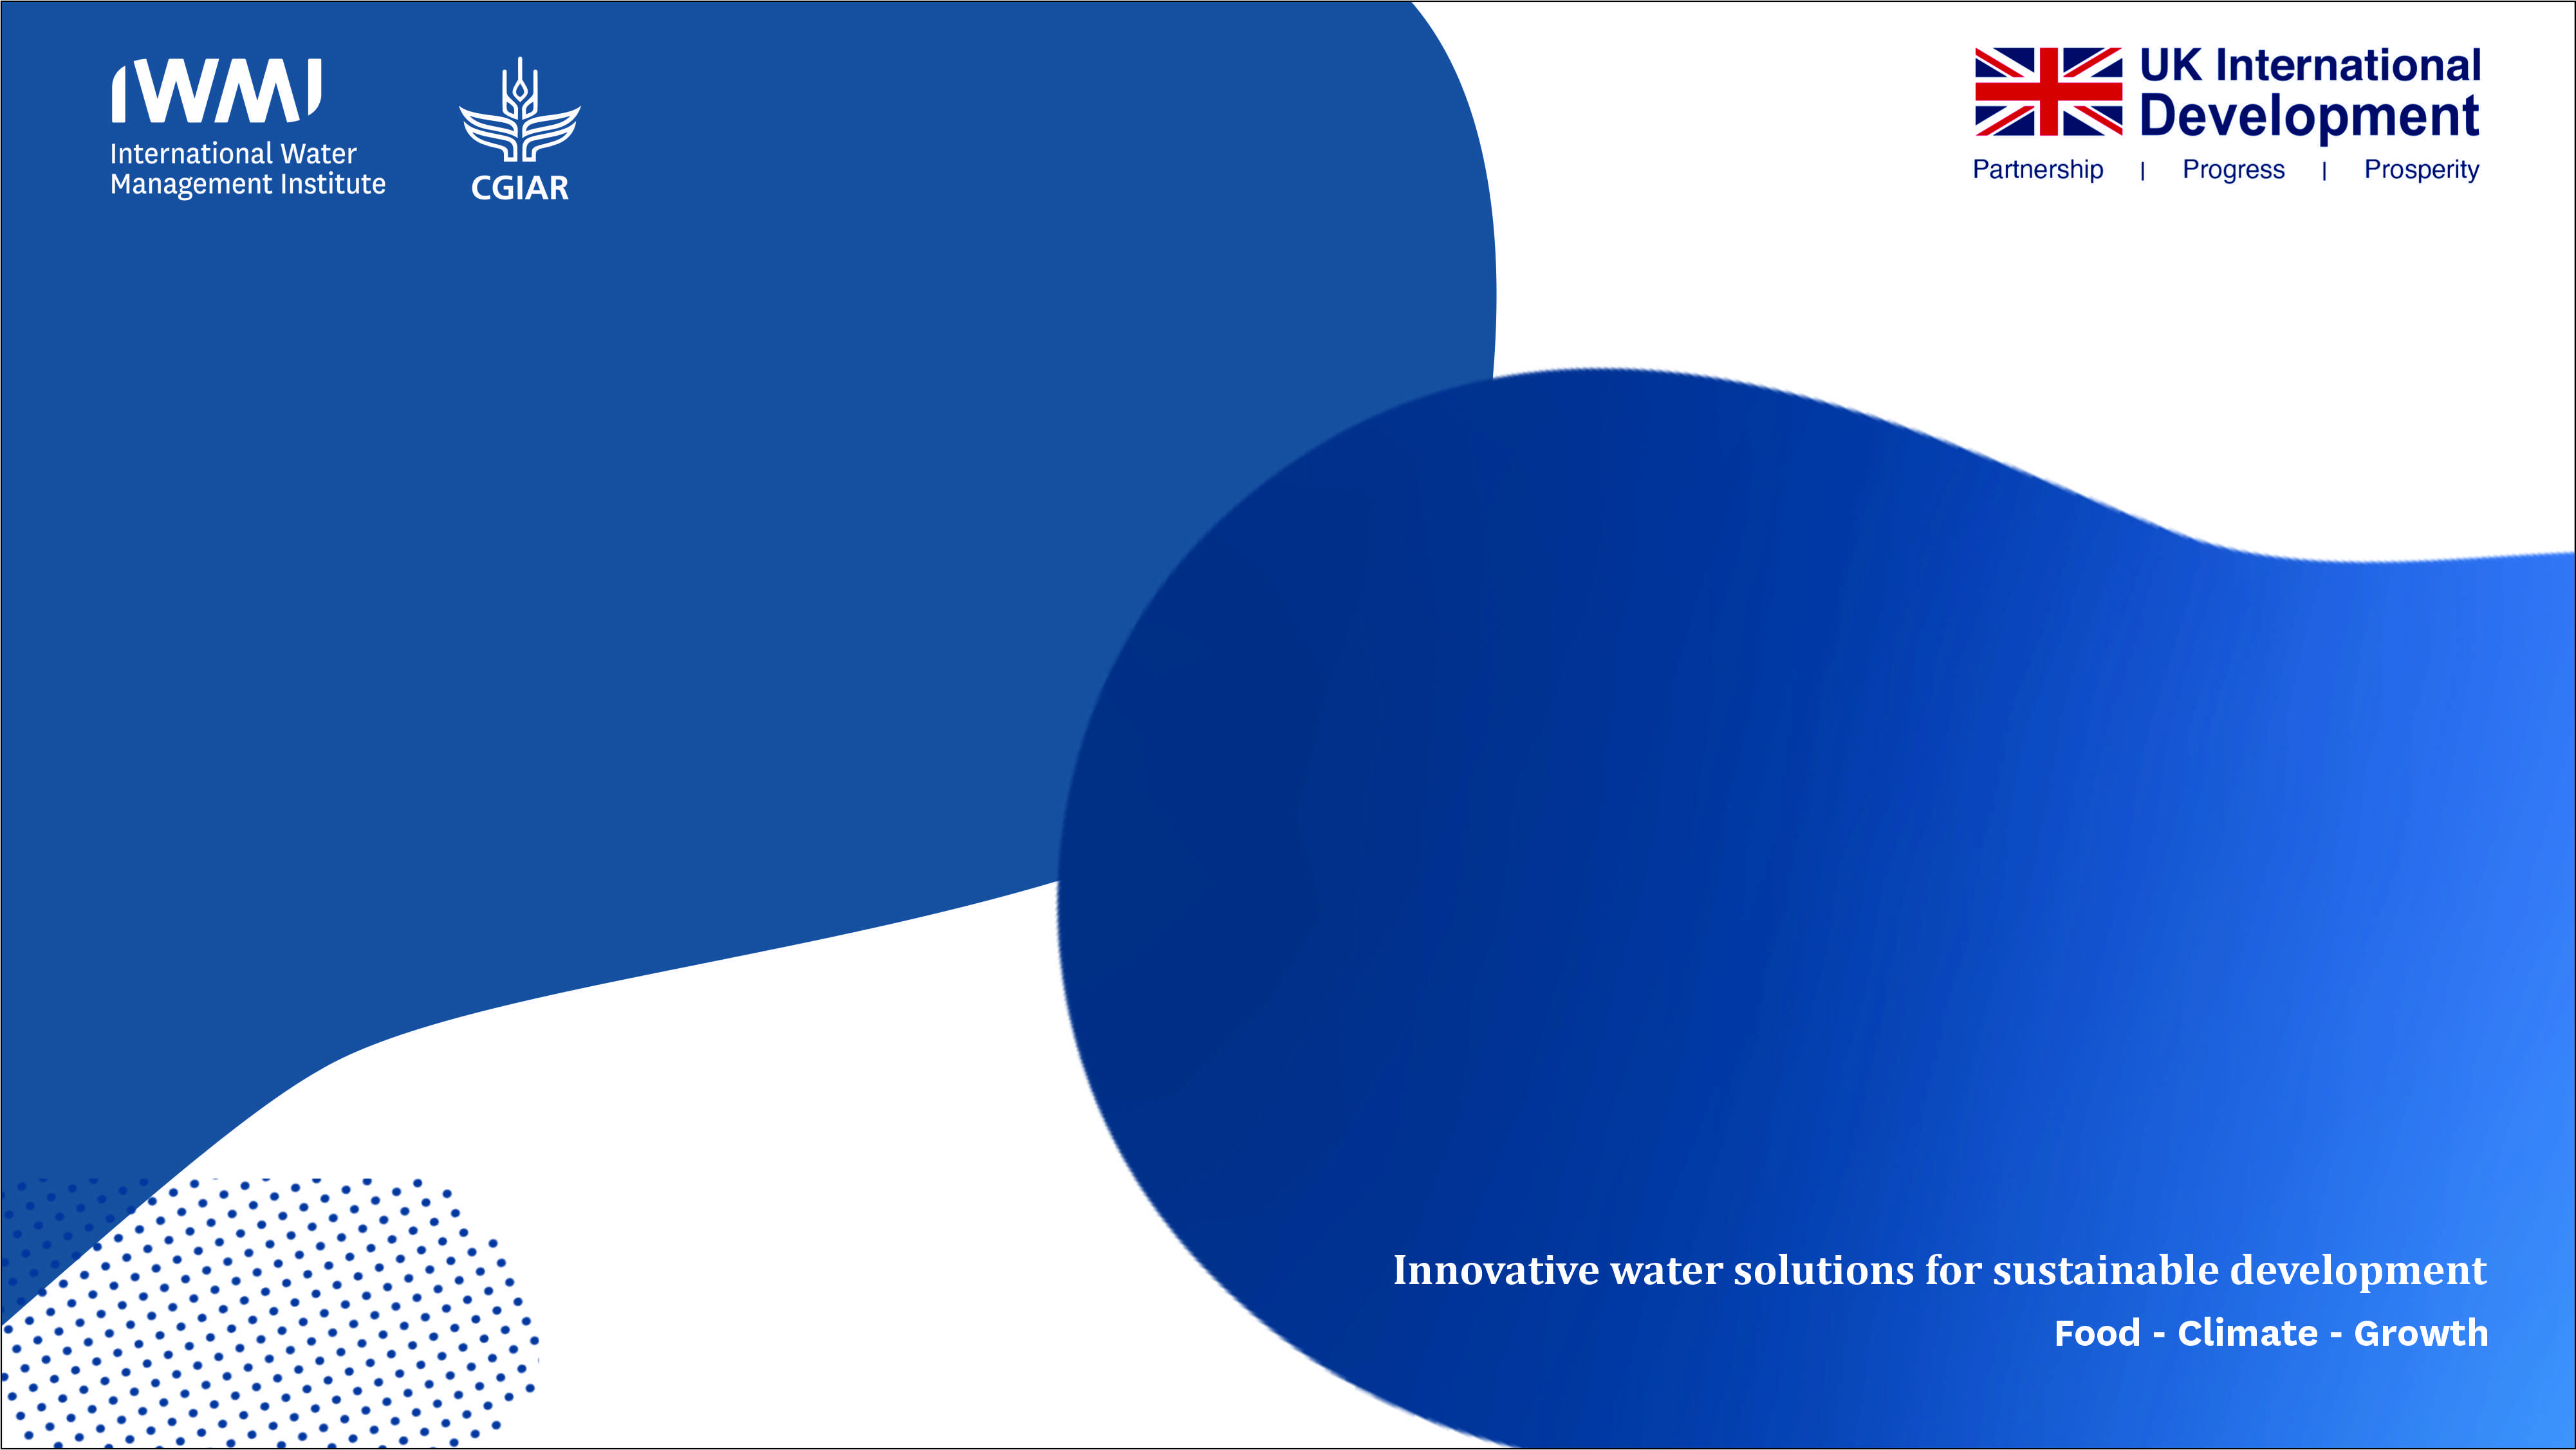 IWMI
International Water
Management Institute
CGIAR
UK International
Development
Partnership | Progress | Prosperity
Innovative water solutions for sustainable development
Food - Climate - Growth